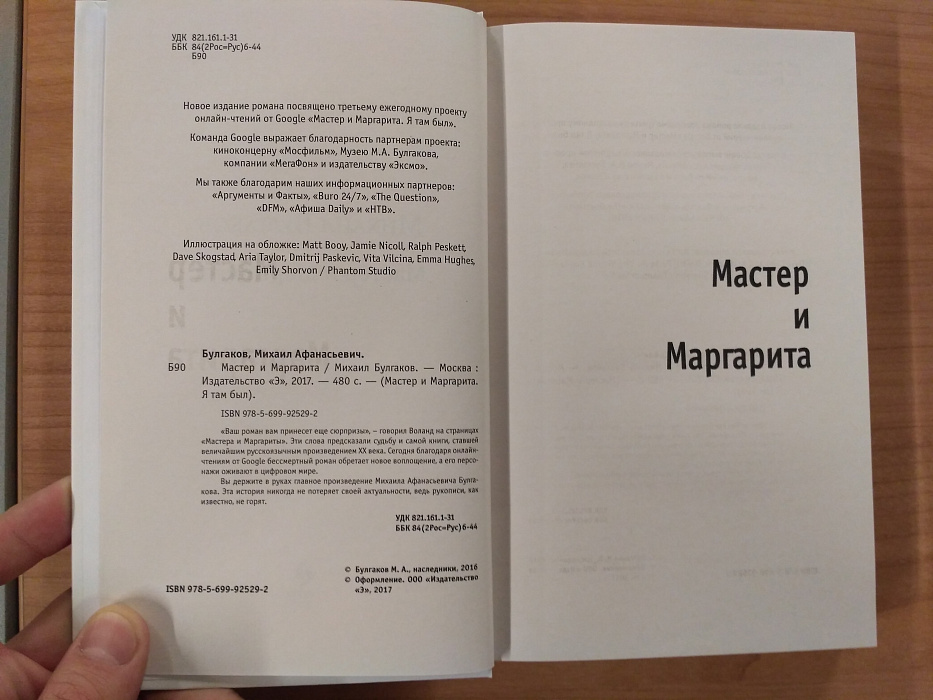 УДК 821.161.1-31
ББК 84(2Рос=Рус)6-44
Б90
Новое издание романа посвящено третьему ежегодному проекту
онлайн-чтений от Google «Мастер и Маргарита. Я там был».
Команда Google выражает благодарность партнерам проекта:
киноконцерну «Мосфильм», Музею М.А. Булгакова,
компании «МегаФон» и издательству «Эксмо».
Мы также благодарим наших информационных партнеров:
«Аргументы и Факты», «Buro 24/7», «The Question»,
«DFM», «Афиша Daily» и «НТВ».
Иллюстрация на обложке: Matt Booy, Jamie Nicoll, Ralph Peskett,
Dave Skogstad, Aria Taylor, Dmitrij Paskevic, Vita Vilcina, Emma Hughes,
Emily Shorvon / Phantom Studio
Булгаков, Михаил Афанасьевич.
Б90 Мастер и Маргарита / Михаил Булгаков. — Москва :
Издательство «Э», 2017. — 480 с. — (Мастер и Маргарита.
Я там был).
ISBN 978-5-699-92529-2
«Ваш роман вам принесет еще сюрпризы», – говорил Воланд на страницах
«Мастера и Маргариты». Эти слова предсказали судьбу и самой книги, ставшей
величайшим русскоязычным произведением XX века. Сегодня благодаря онлайн-
чтениям от Google бессмертный роман обретает новое воплощение, а его персо-
нажи оживают в цифровом мире.
Вы держите в руках главное произведение Михаила Афанасьевича Булга-
кова. Эта история никогда не потеряет своей актуальности, ведь рукописи, как
известно, не горят.
УДК 821.161.1-31
ББК 84(2Рос=Рус)6-44
© Булгаков М. А., наследники, 2016
© Оформление. ООО «Издательство
«Э», 2017
ISBN 978-5-699-92529-2
Мастер
и
Маргарита